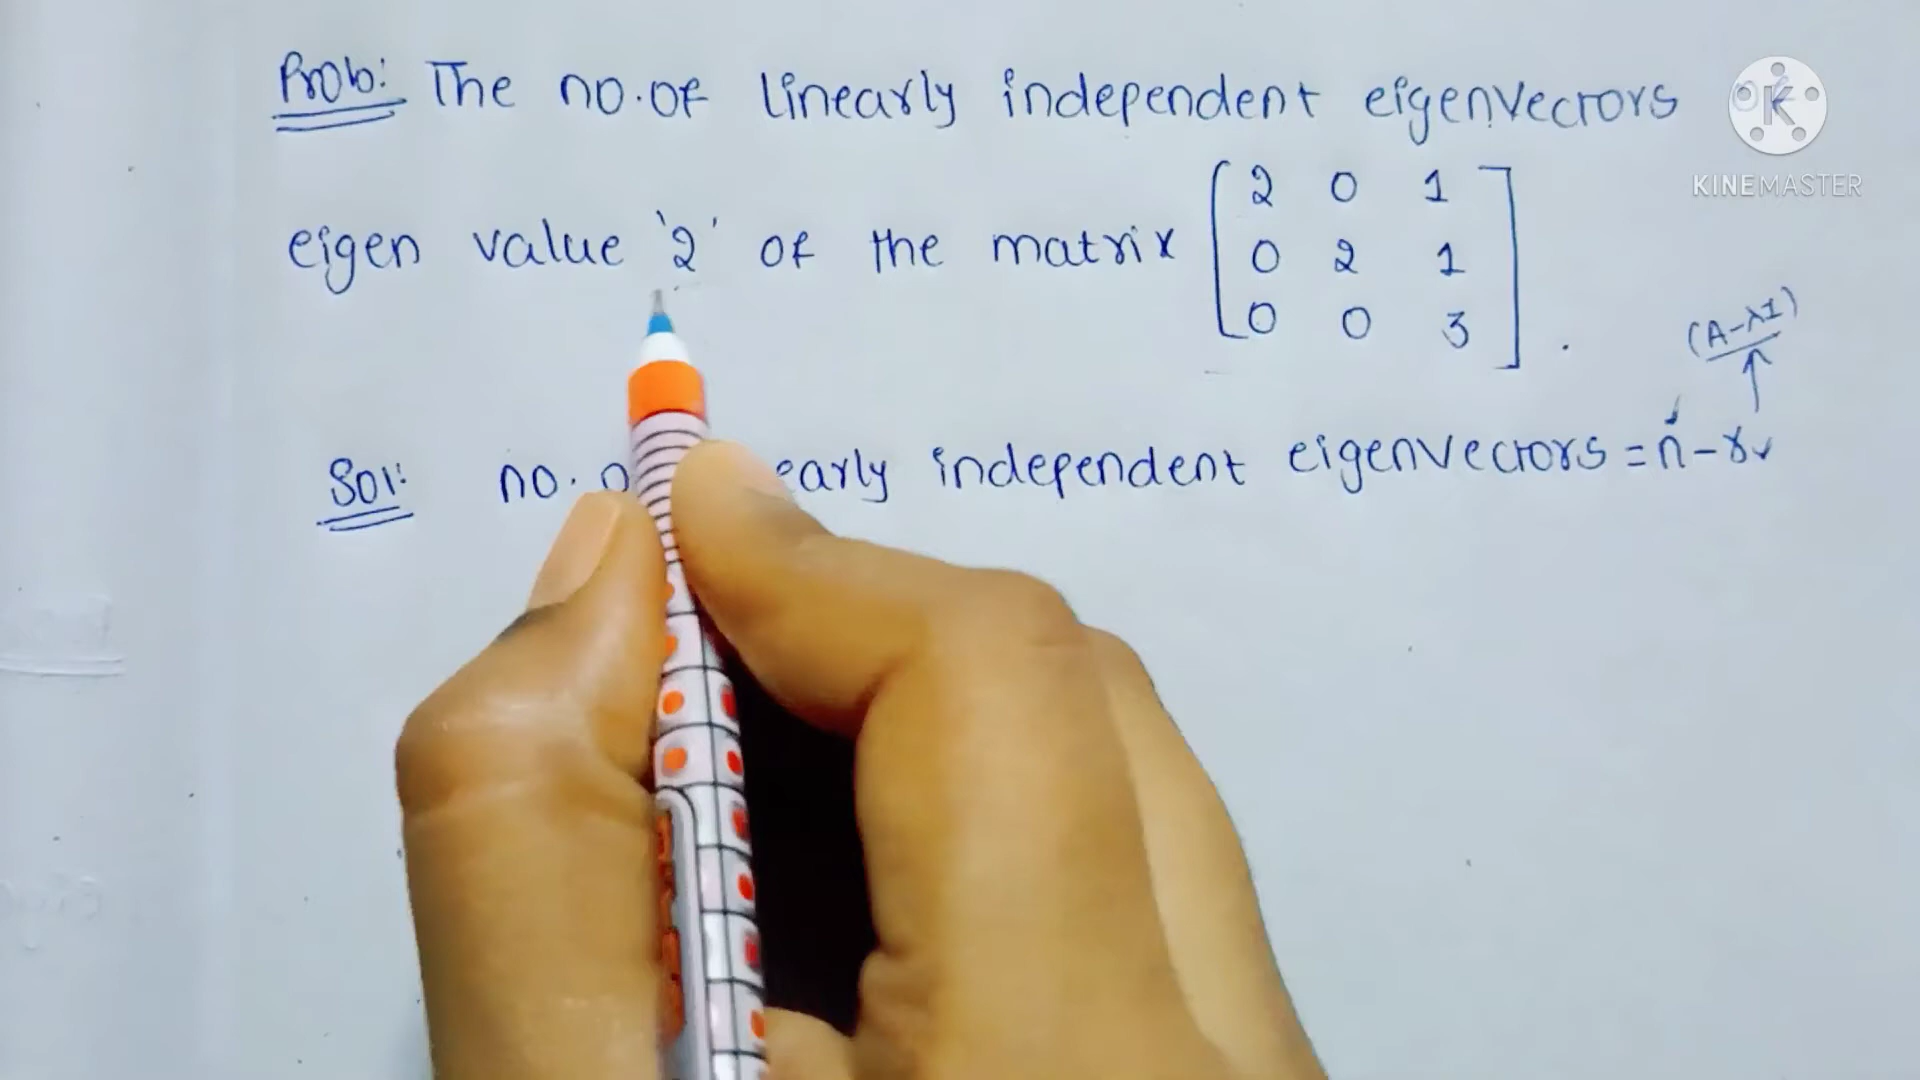 Prob: The no.of linearly independent eigenvectors
K
KINEMASTER
eigen value '2' of the matrix [2 0 1
0 2 1
0 0 3].
(A-λI)
Sol: no. independent eigenvectors = n-r